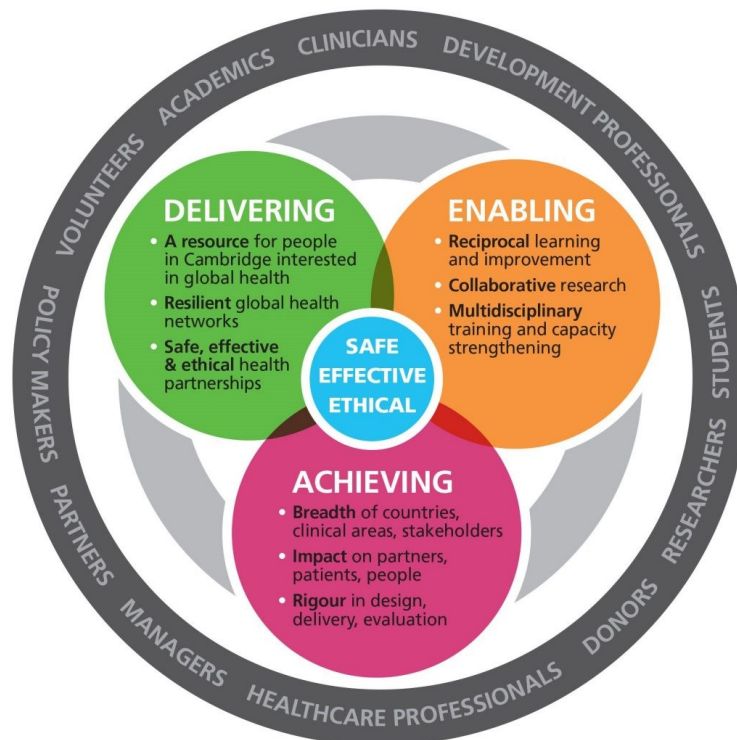 POLICY MAKERS
VOLUNTEERS
ACADEMICS
CLINICIANS
DEVELOPMENT PROFESSIONALS
STUDENTS
RESEARCHERS
DONORS
HEALTHCARE PROFESSIONALS
MANAGERS
PARTNERS
DELIVERING
• A resource for people
in Cambridge interested
in global health
• Resilient global health
networks
• Safe, effective
& ethical health
partnerships
ENABLING
• Reciprocal learning
and improvement
• Collaborative research
• Multidisciplinary
training and capacity
strengthening
SAFE
EFFECTIVE
ETHICAL
ACHIEVING
• Breadth of countries,
clinical areas, stakeholders
• Impact on partners,
patients, people
• Rigour in design,
delivery, evaluation